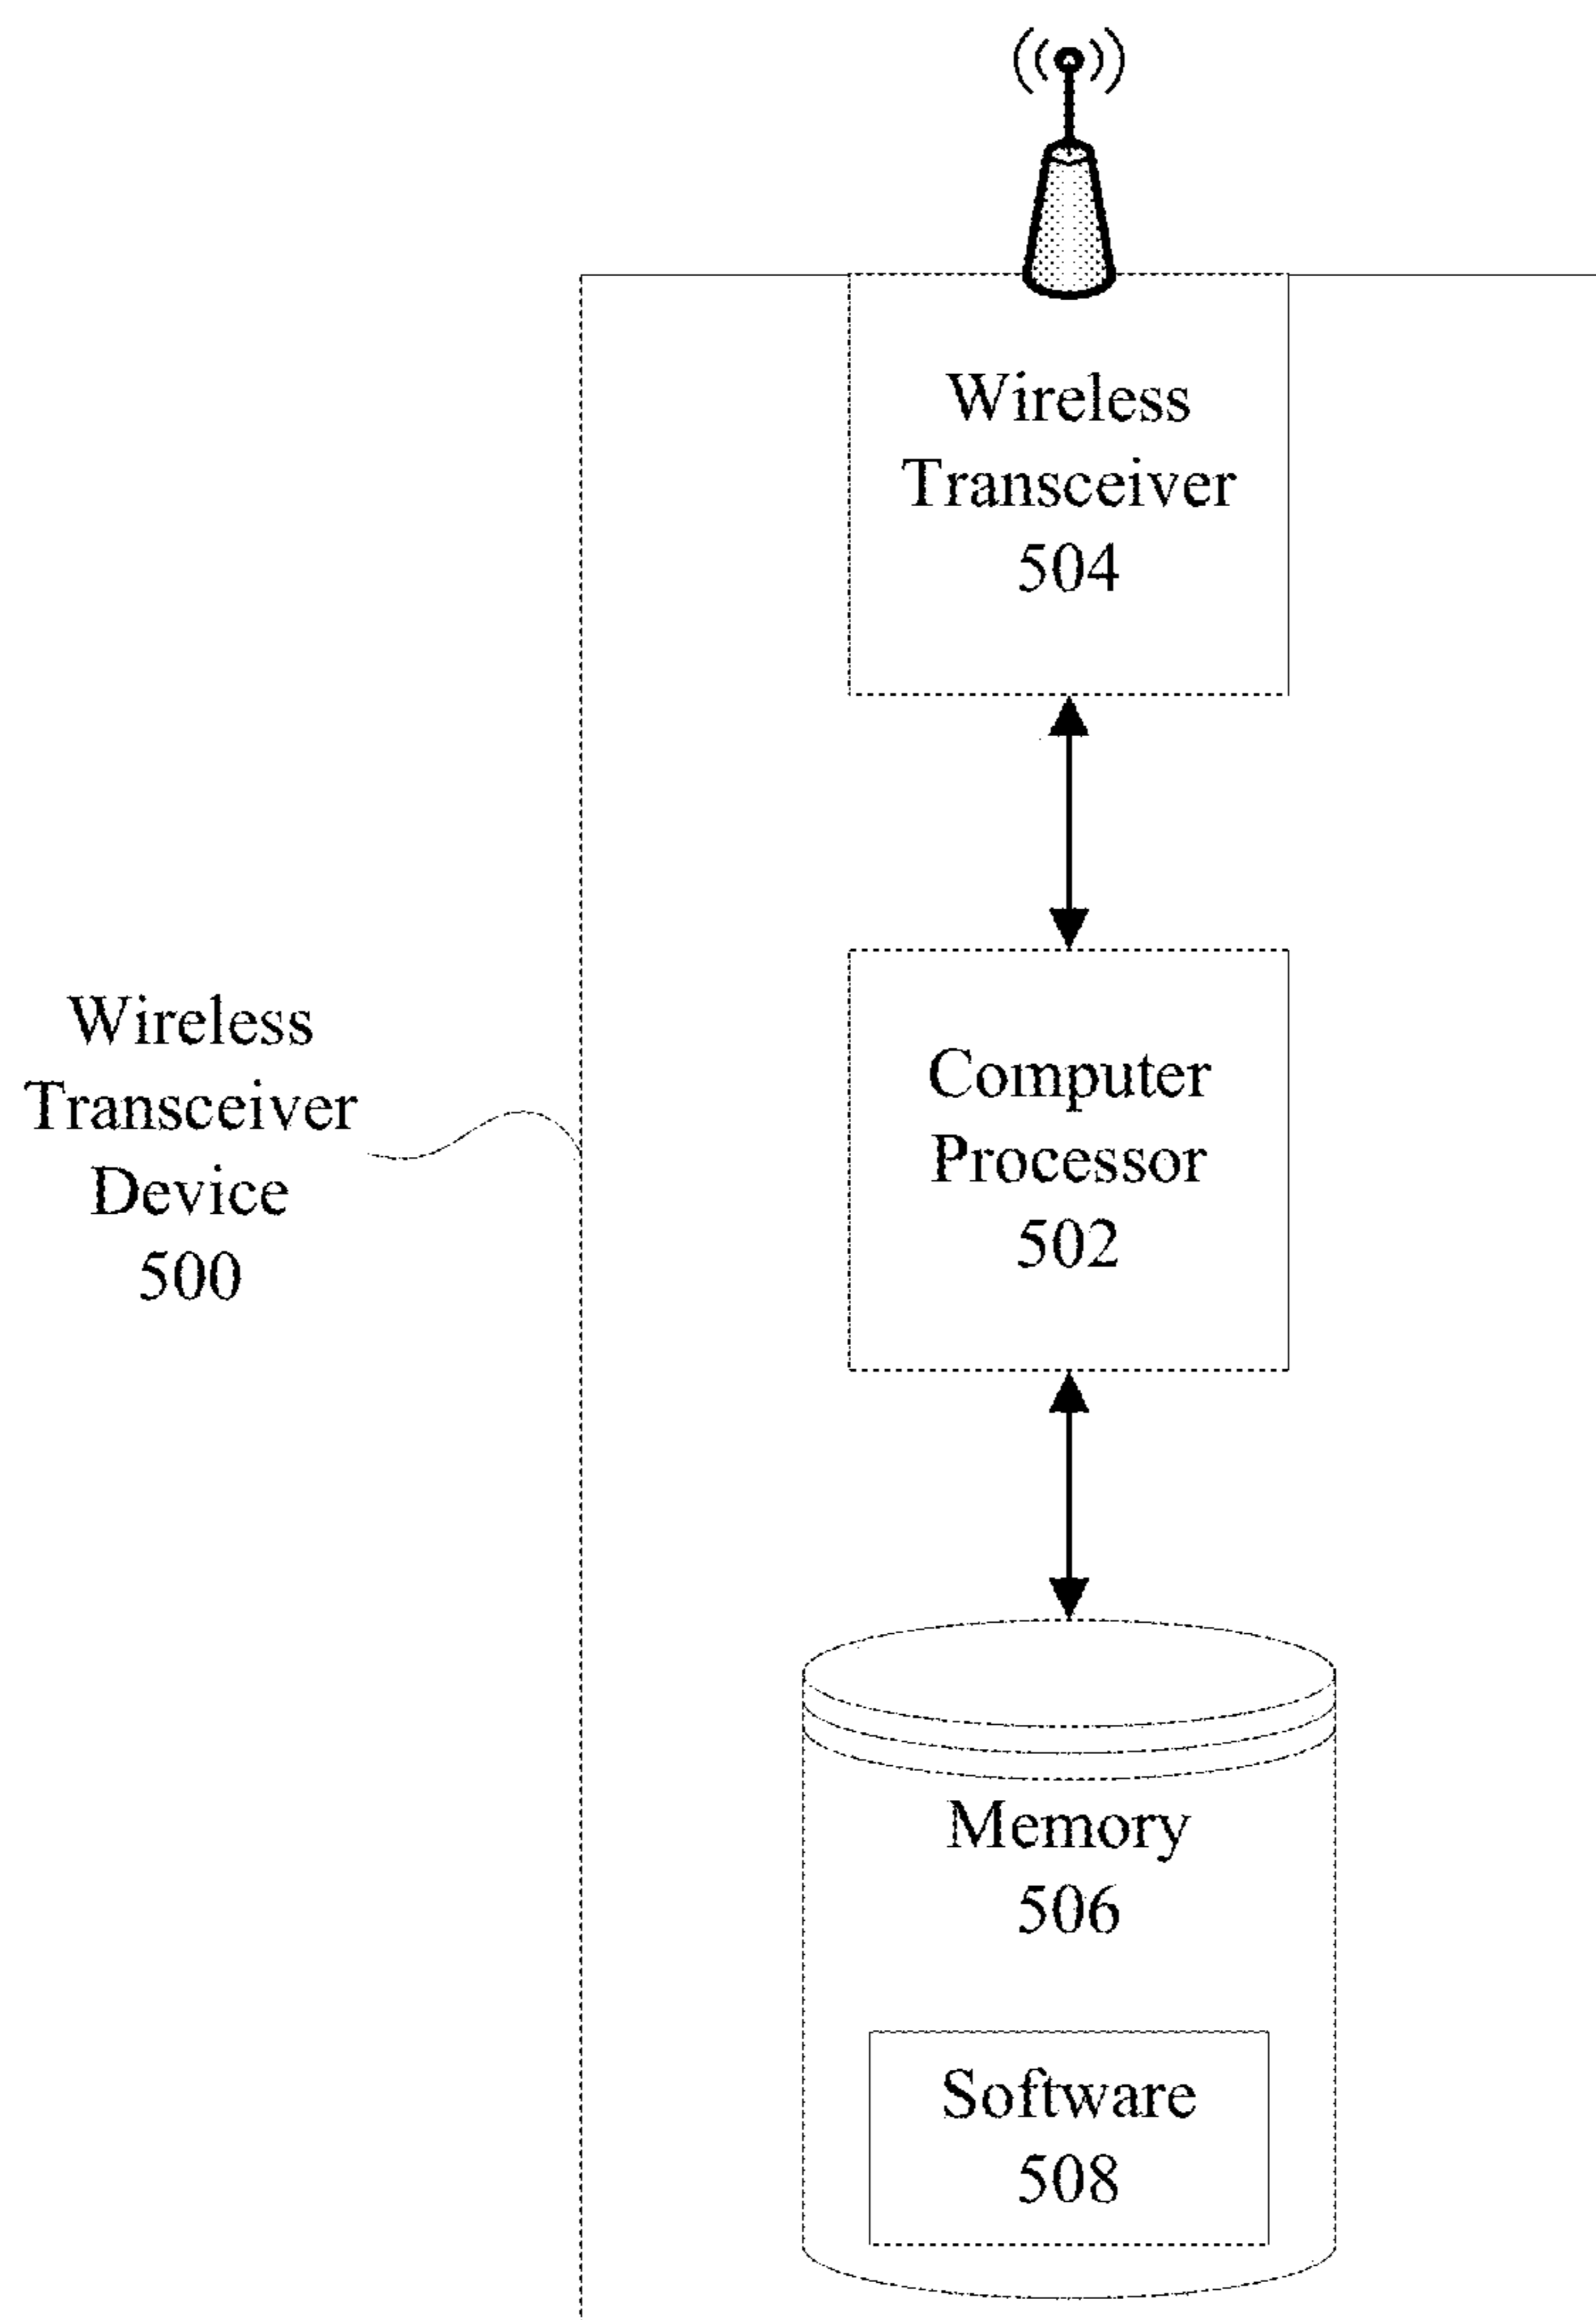 Wireless
Transceiver
504
Wireless
Transceiver
Device
500
Computer
Processor
502
Memory
506
Software
508